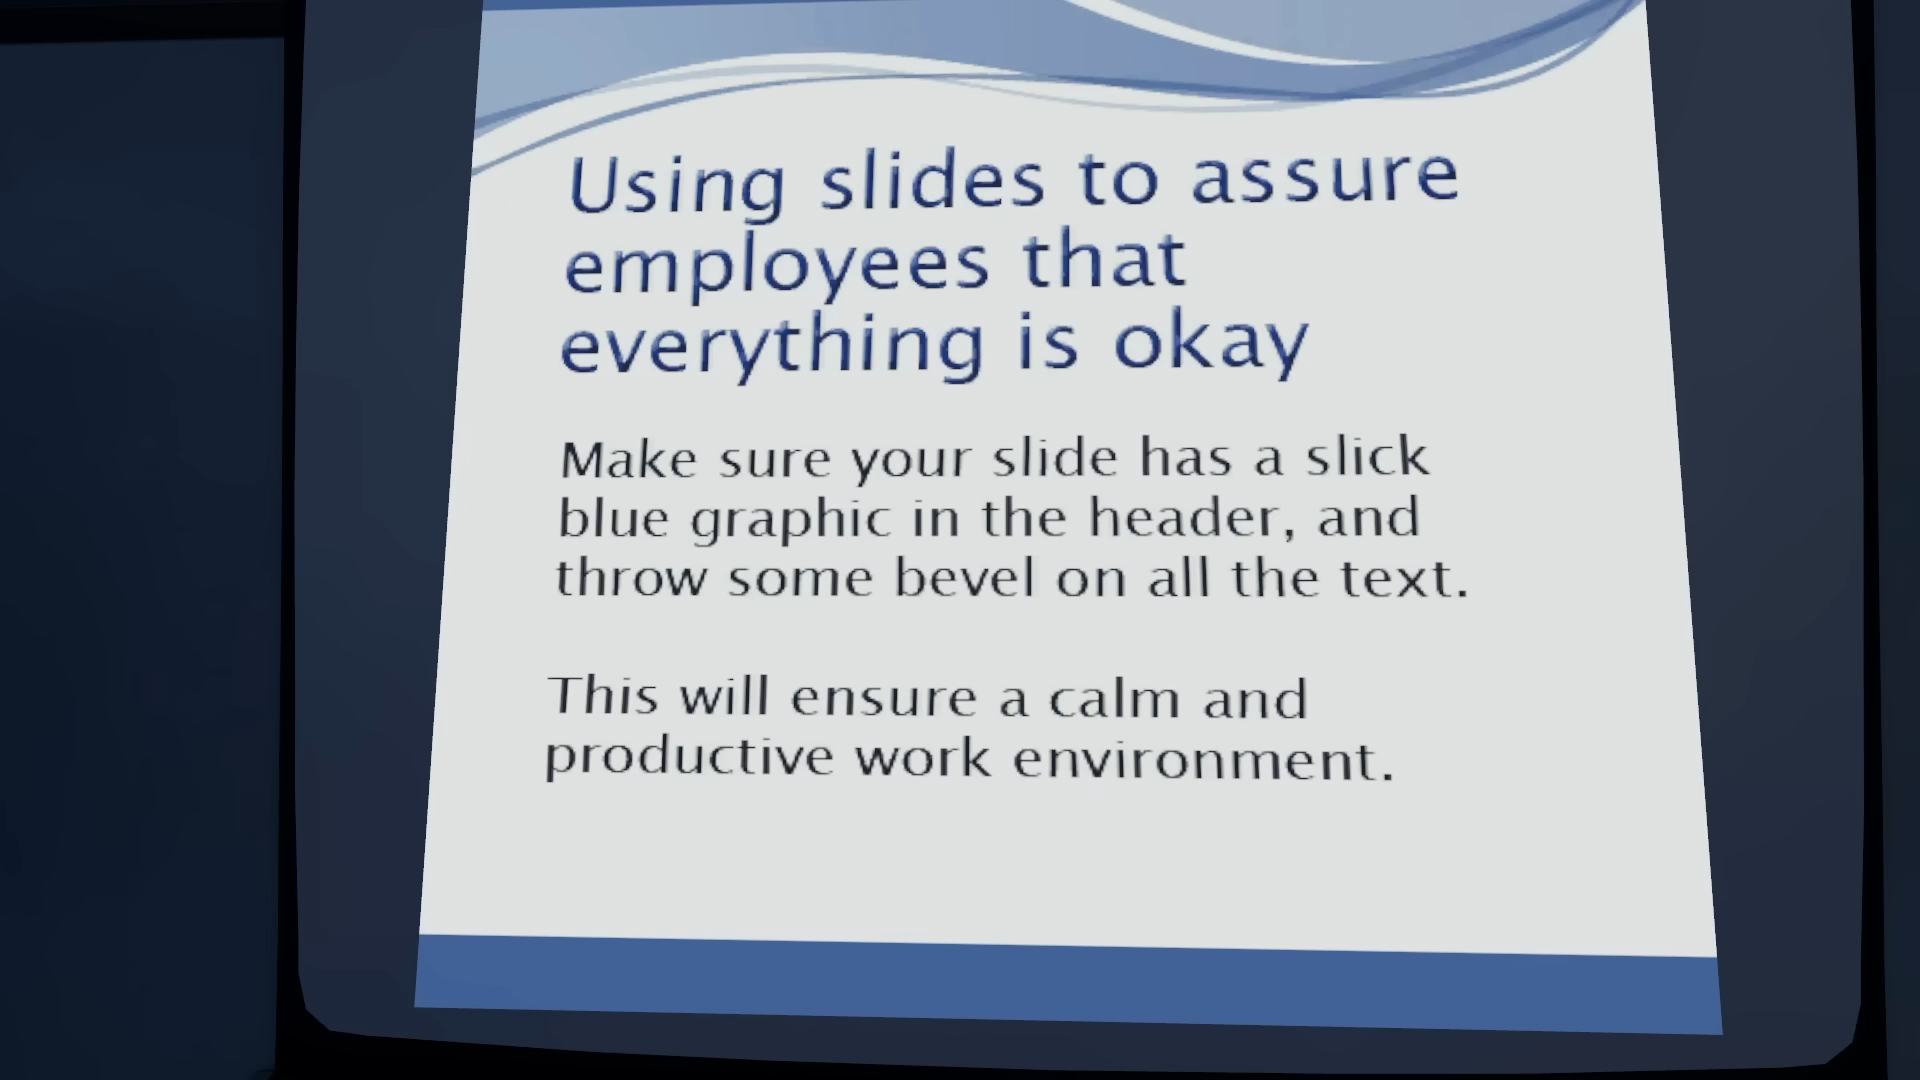 Using slides to assure
employees that
everything is okay
Make sure your slide has a slick
blue graphic in the header, and
throw some bevel on all the text.
This will ensure a calm and
productive work environment.